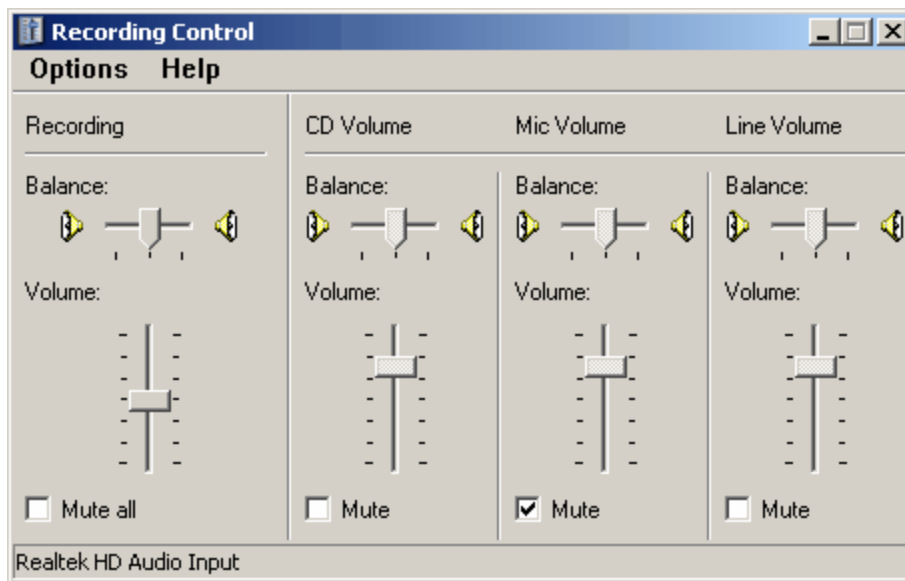 Recording Control
Options Help
Recording
CD Volume
Mic Volume
Line Volume
Balance:
Balance:
Balance:
Balance:
Volume:
Volume:
Volume:
Volume:
Mute all
Mute
Mute
Mute
Realtek HD Audio Input